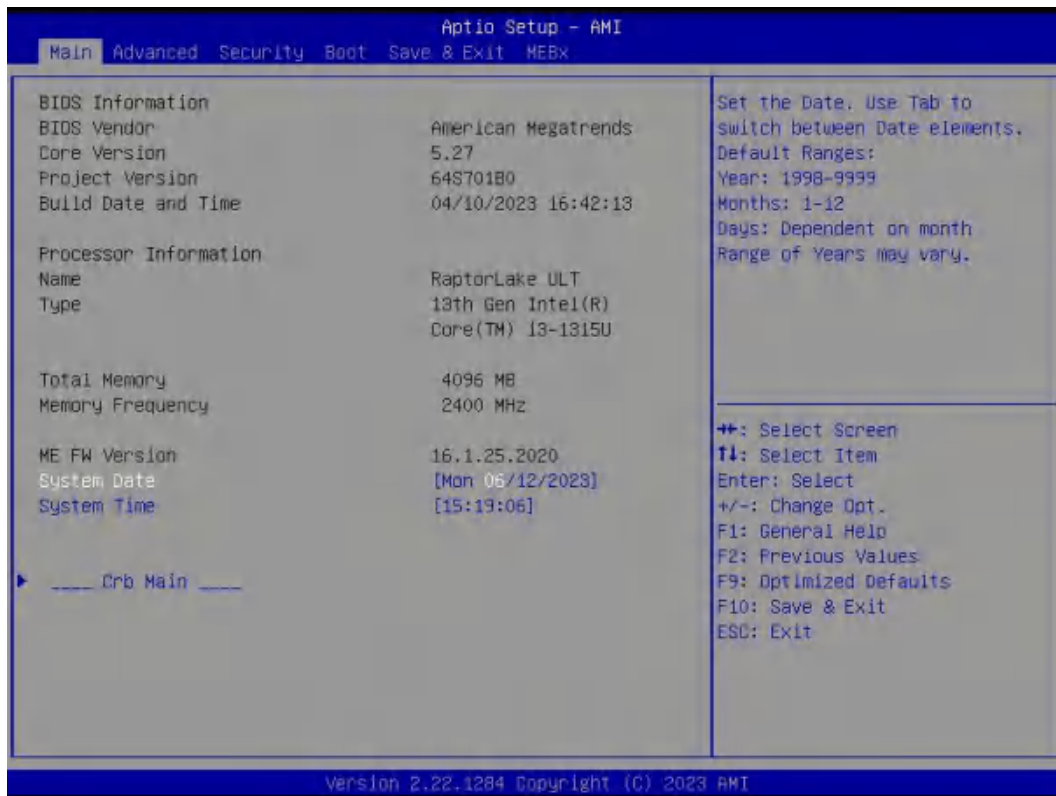 Aptio Setup - AMI
Main Advanced Security Boot Save & Exit MEBx
BIOS Information
BIOS Vendor American Megatrends
Core Version 5.27
Project Version 64S701B0
Build Date and Time 04/10/2023 16:42:13
Processor Information
Name RaptorLake ULT
Type 13th Gen Intel(R)
Core(TM) i3-1315U
Total Memory 4096 MB
Memory Frequency 2400 MHz
ME FW Version 16.1.25.2020
System Date [Mon 06/12/2023]
System Time [15:19:06]
____ Crb Main ____
Set the Date. Use Tab to
switch between Date elements.
Default Ranges:
Year: 1998-9999
Months: 1-12
Days: Dependent on month
Range of Years may vary.
→←: Select Screen
↑↓: Select Item
Enter: Select
+/-: Change Opt.
F1: General Help
F2: Previous Values
F9: Optimized Defaults
F10: Save & Exit
ESC: Exit
Version 2.22.1284 Copyright (C) 2023 AMI